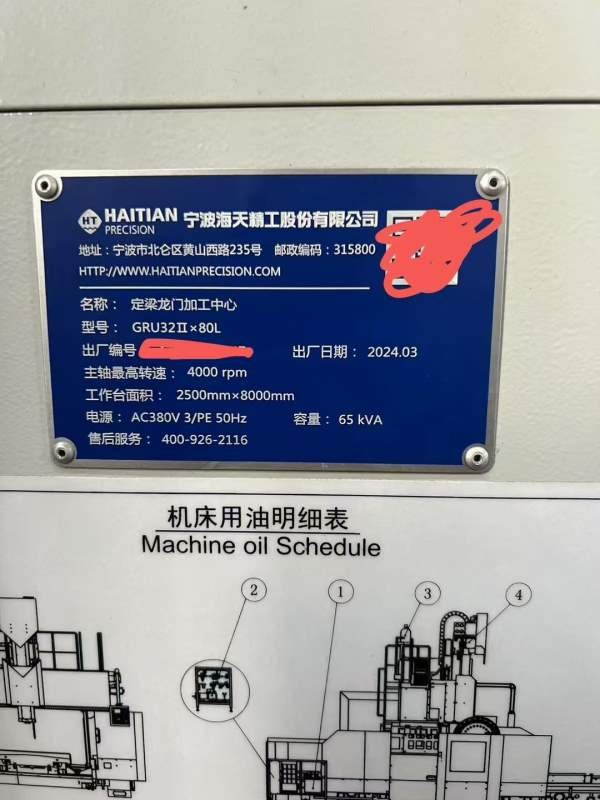 HT HAITIAN PRECISION 宁波海天精工股份有限公司
地址：宁波市北仑区黄山西路235号 邮政编码：315800
HTTP://WWW.HAITIANPRECISION.COM
名称： 定梁龙门加工中心
型号： GRU32Ⅱ×80L
出厂编号 出厂日期： 2024.03
主轴最高转速： 4000 rpm
工作台面积： 2500mm×8000mm
电源： AC380V 3/PE 50Hz 容量： 65 kVA
售后服务： 400-926-2116
机床用油明细表
Machine oil Schedule
2 1 3 4